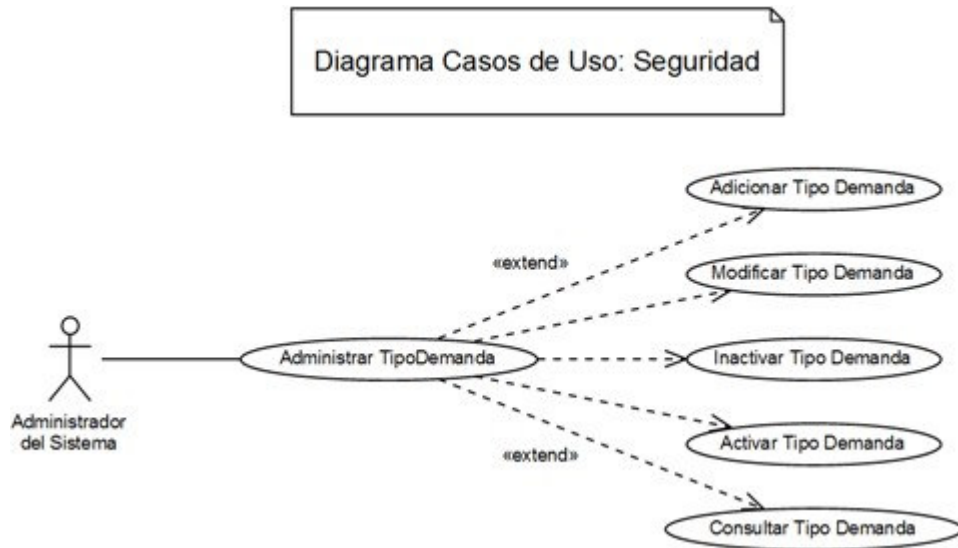 Diagrama Casos de Uso: Seguridad
Adicionar Tipo Demanda
«extend»
Modificar Tipo Demanda
Administrar TipoDemanda
Inactivar Tipo Demanda
Administrador
del Sistema
Activar Tipo Demanda
«extend»
Consultar Tipo Demanda